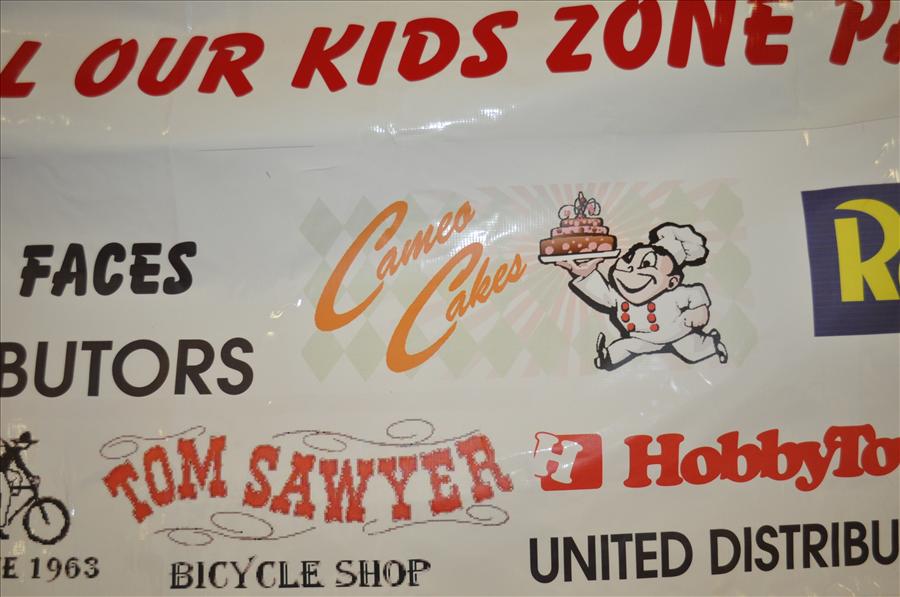 OUR KIDS ZONE
FACES
BUTORS
Cameo
Cakes
TOM SAWYER
BICYCLE SHOP
1963
H
HobbyTo
UNITED DISTRIBU
R